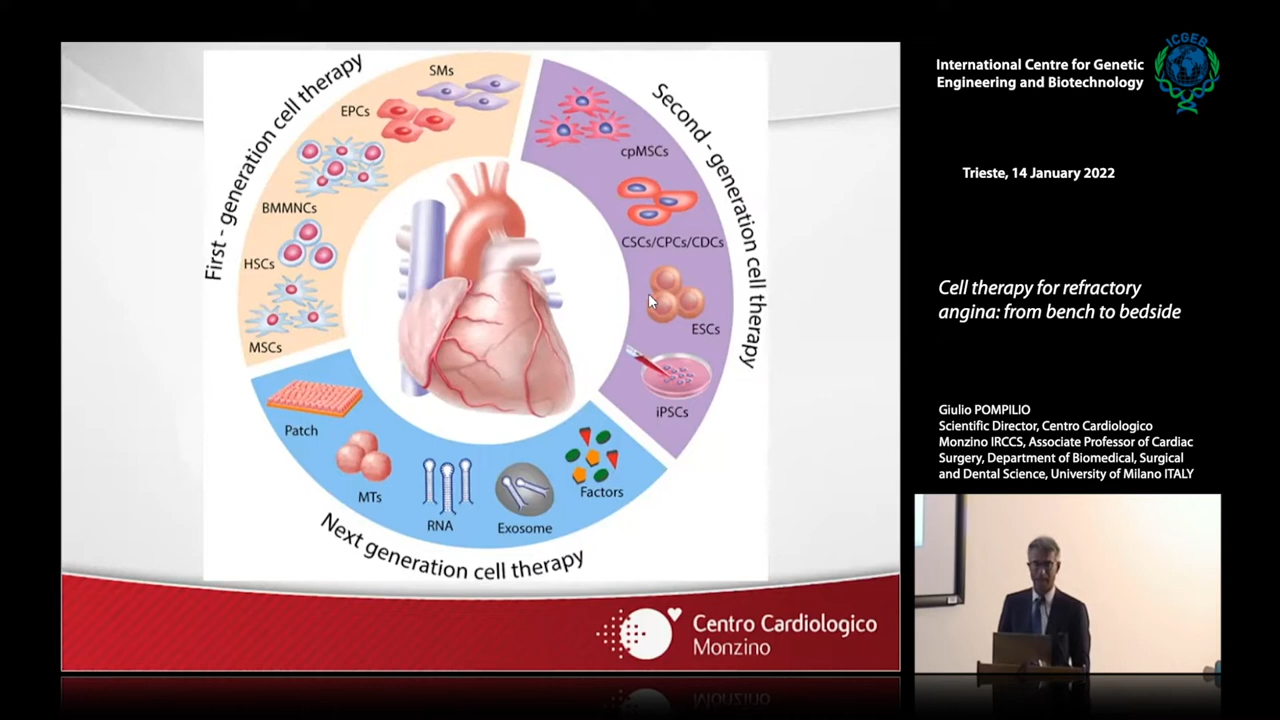 First - generation cell therapy
SMs
EPCs
BMMNCs
HSCs
MSCs
Second - generation cell therapy
cpMSCs
CSCs/CPCs/CDCs
ESCs
iPSCs
Patch
MTs
RNA
Exosome
Factors
Next generation cell therapy
Centro Cardiologico
Monzino
International Centre for Genetic
Engineering and Biotechnology
ICGEB
Trieste, 14 January 2022
Cell therapy for refractory
angina: from bench to bedside
Giulio POMPILIO
Scientific Director, Centro Cardiologico
Monzino IRCCS, Associate Professor of Cardiac
Surgery, Department of Biomedical, Surgical
and Dental Science, University of Milano ITALY